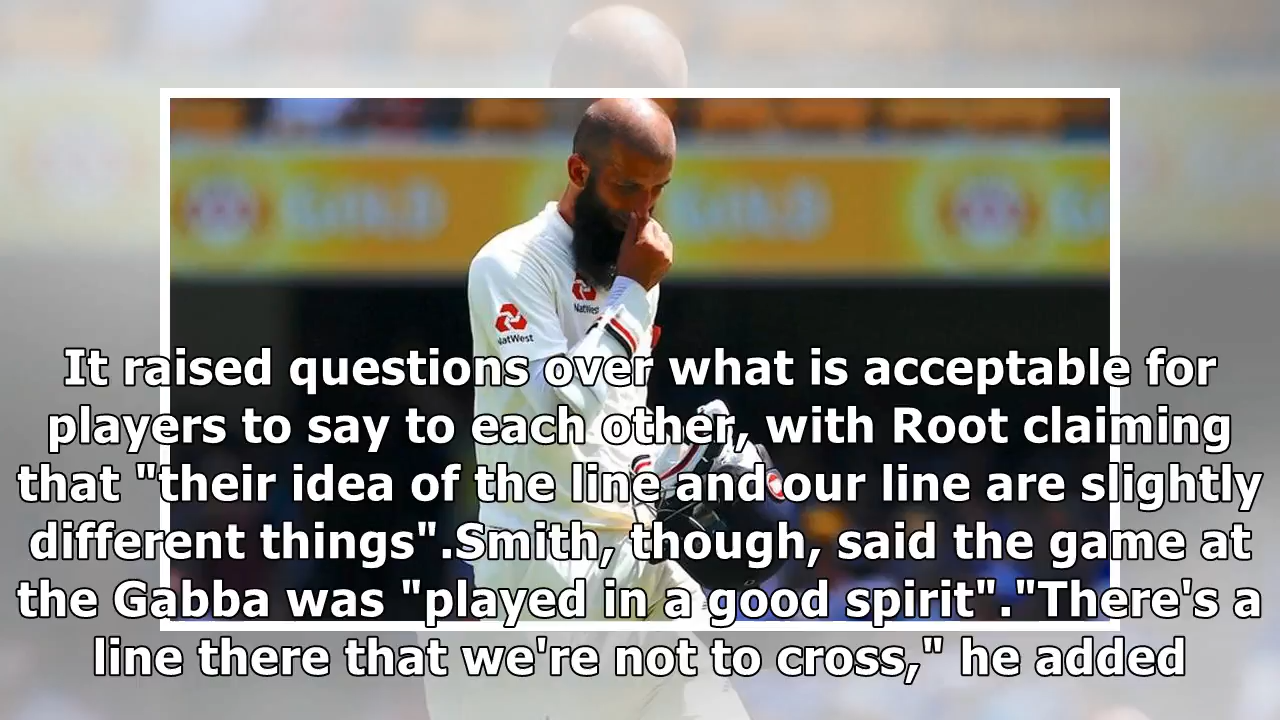 NatWest
NatWest
It raised questions over what is acceptable for
players to say to each other, with Root claiming
that "their idea of the line and our line are slightly
different things".Smith, though, said the game at
the Gabba was "played in a good spirit"."There's a
line there that we're not to cross," he added